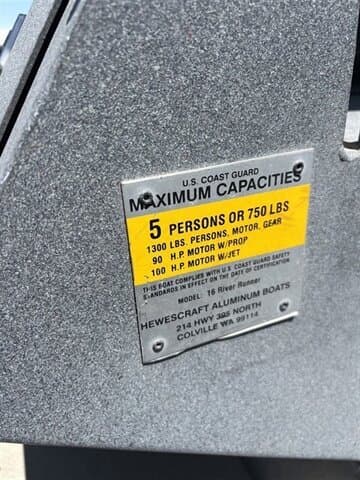 U.S. COAST GUARD
MAXIMUM CAPACITIES
5 PERSONS OR 750 LBS
1300 LBS. PERSONS, MOTOR, GEAR
90 H.P. MOTOR W/PROP
100 H.P. MOTOR W/JET
THIS BOAT COMPLIES WITH U.S COAST GUARD SAFETY
STANDARDS IN EFFECT ON THE DATE OF CERTIFICATION
MODEL: 16 River Runner
HEWESCRAFT ALUMINUM BOATS
214 HWY 395 NORTH
COLVILLE WA 99114